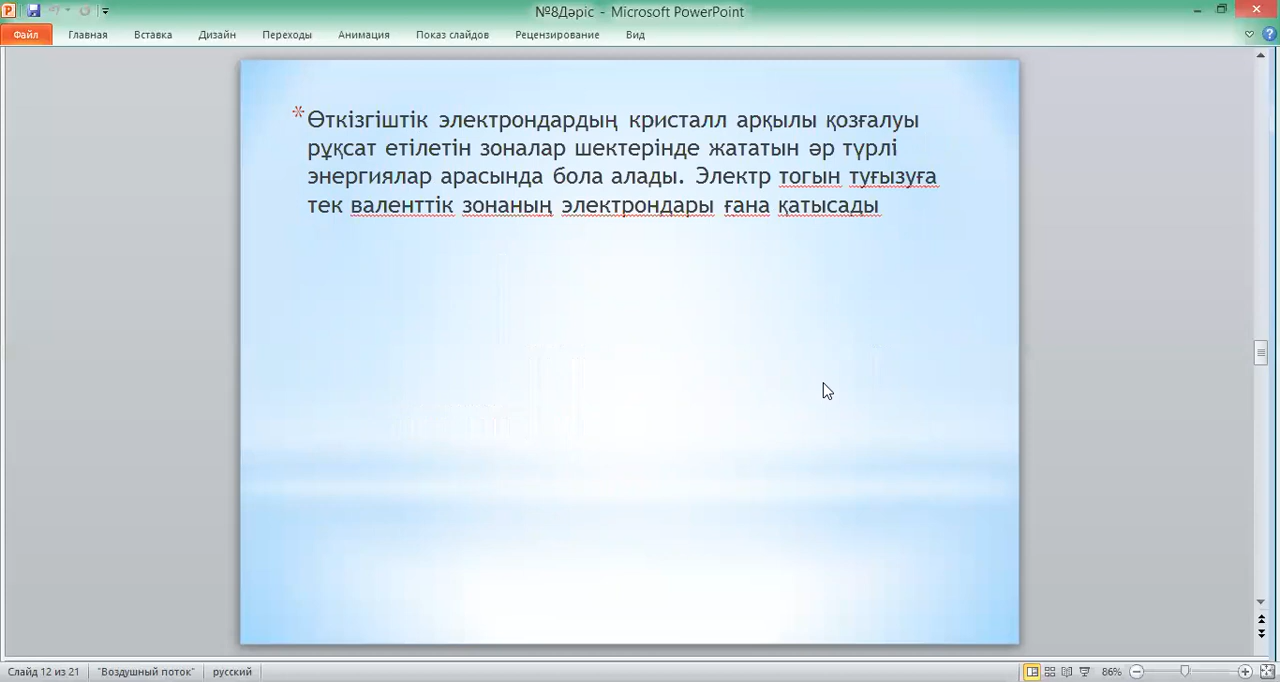 №8Дәріс - Microsoft PowerPoint
Файл Главная Вставка Дизайн Переходы Анимация Показ слайдов Рецензирование Вид
* Өткізгіштік электрондардың кристалл арқылы қозғалуы
рұқсат етілетін зоналар шектерінде жататын әр түрлі
энергиялар арасында бола алады. Электр тогын туғызуға
тек валенттік зонаның электрондары ғана қатысады
Слайд 12 из 21 "Воздушный поток" русский 86%